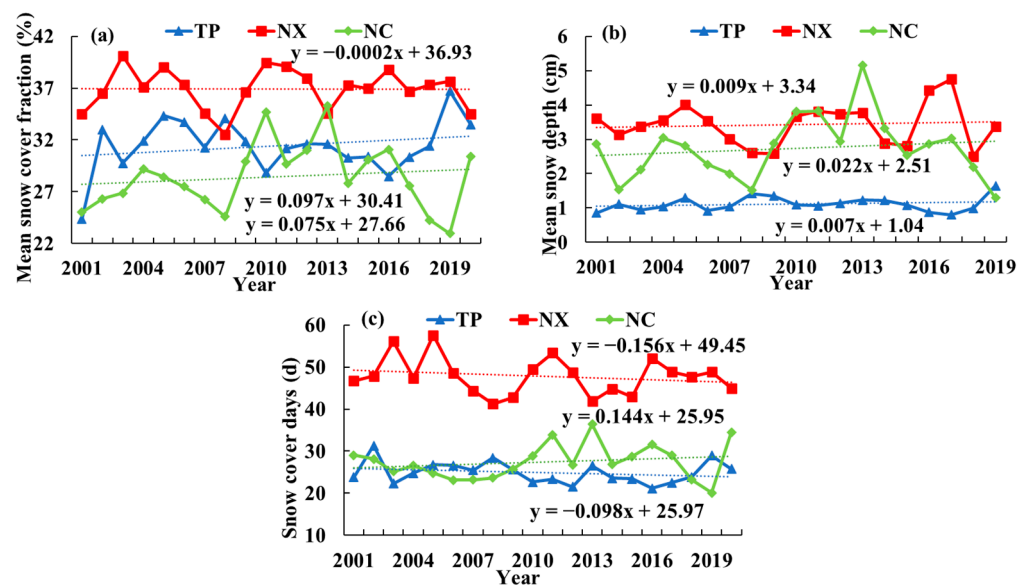 (a) TP NX NC
y = −0.0002x + 36.93
Mean snow cover fraction (%)
42
37
32
27
22
y = 0.097x + 30.41
y = 0.075x + 27.66
2001 2004 2007 2010 2013 2016 2019
Year
(b) TP NX NC
y = 0.009x + 3.34
Mean snow depth (cm)
6
5
4
3
2
1
0
y = 0.022x + 2.51
y = 0.007x + 1.04
2001 2004 2007 2010 2013 2016 2019
Year
(c) TP NX NC
y = −0.156x + 49.45
Snow cover days (d)
60
50
40
30
20
10
y = 0.144x + 25.95
y = −0.098x + 25.97
2001 2004 2007 2010 2013 2016 2019
Year